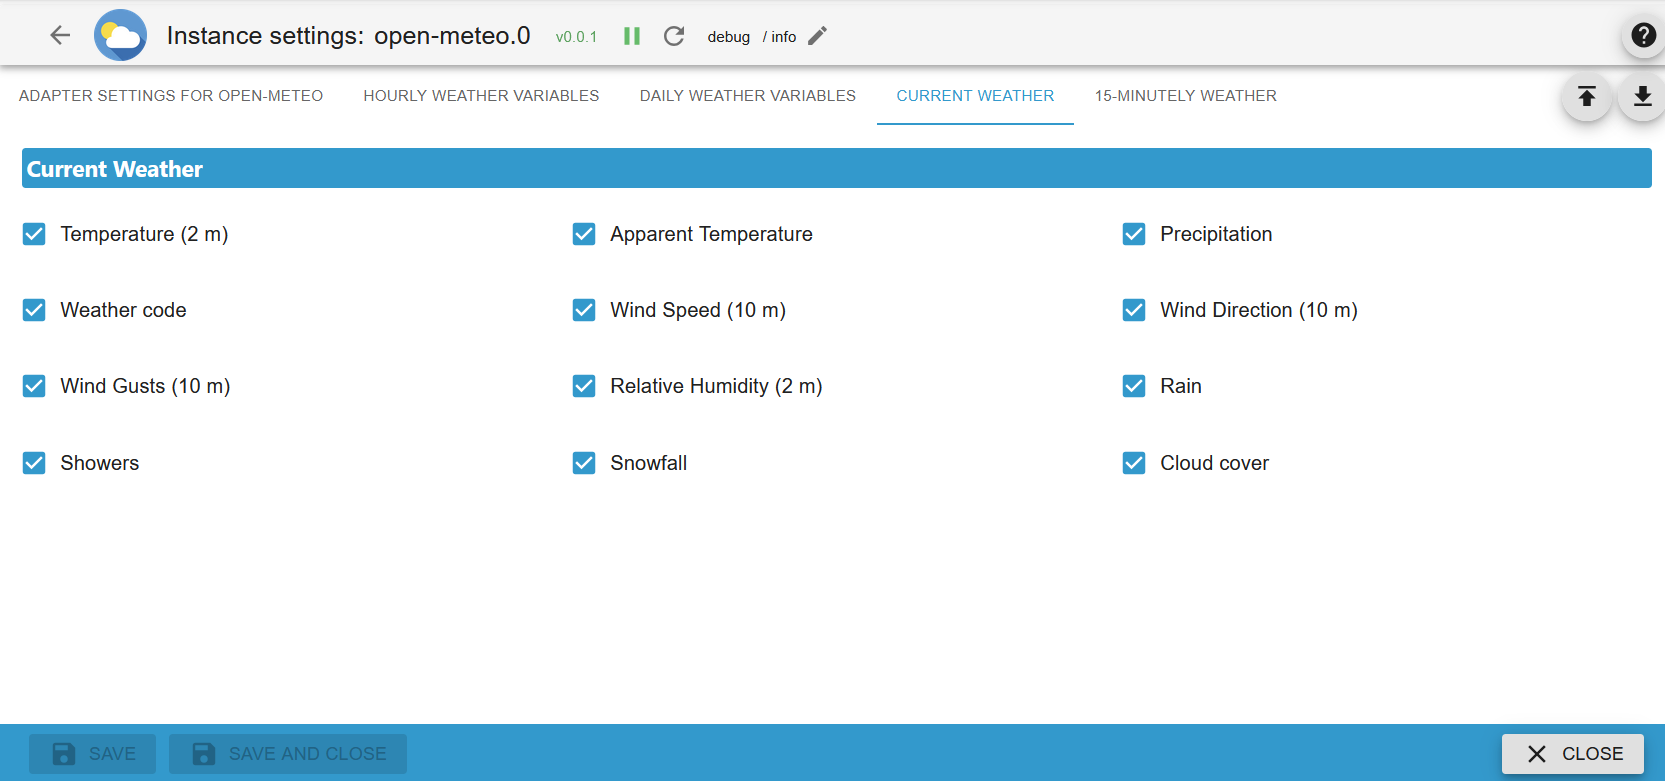 Instance settings: open-meteo.0 v0.0.1 debug / info
ADAPTER SETTINGS FOR OPEN-METEO HOURLY WEATHER VARIABLES DAILY WEATHER VARIABLES CURRENT WEATHER 15-MINUTELY WEATHER
Current Weather
Temperature (2 m) Apparent Temperature Precipitation
Weather code Wind Speed (10 m) Wind Direction (10 m)
Wind Gusts (10 m) Relative Humidity (2 m) Rain
Showers Snowfall Cloud cover
SAVE SAVE AND CLOSE CLOSE